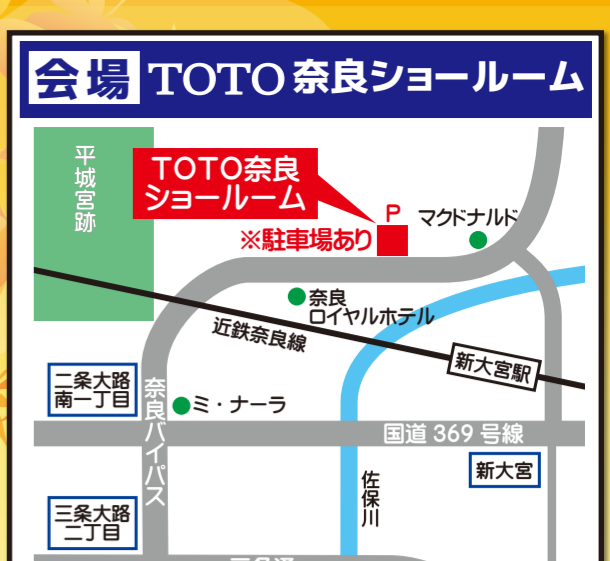 会場 TOTO 奈良ショールーム
平城宮跡
TOTO奈良
ショールーム
P
※駐車場あり
マクドナルド
奈良
ロイヤルホテル
近鉄奈良線
新大宮駅
二条大路
南一丁目
奈良バイパス
ミ・ナーラ
国道 369 号線
新大宮
佐保川
三条大路
二丁目